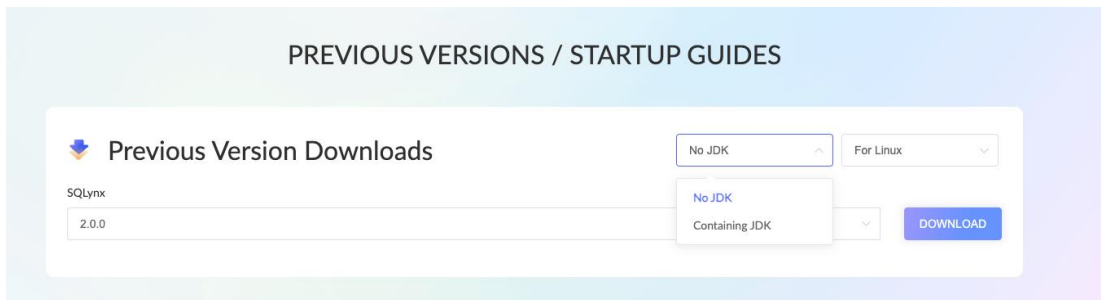 PREVIOUS VERSIONS / STARTUP GUIDES
Previous Version Downloads
No JDK
For Linux
SQLynx
No JDK
Containing JDK
2.0.0
DOWNLOAD